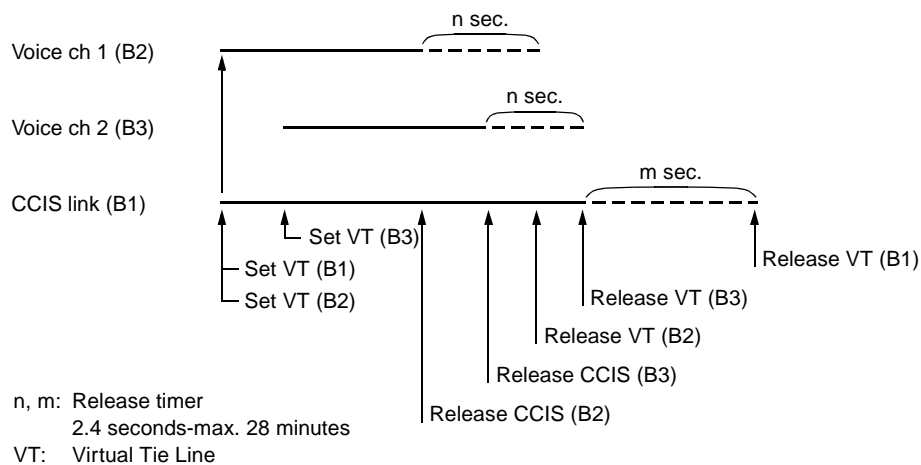 n sec.
Voice ch 1 (B2)
n sec.
Voice ch 2 (B3)
m sec.
CCIS link (B1)
Set VT (B3)
Release VT (B1)
Set VT (B1)
Set VT (B2)
Release VT (B3)
Release VT (B2)
Release CCIS (B3)
Release CCIS (B2)
n, m: Release timer
2.4 seconds-max. 28 minutes
VT: Virtual Tie Line